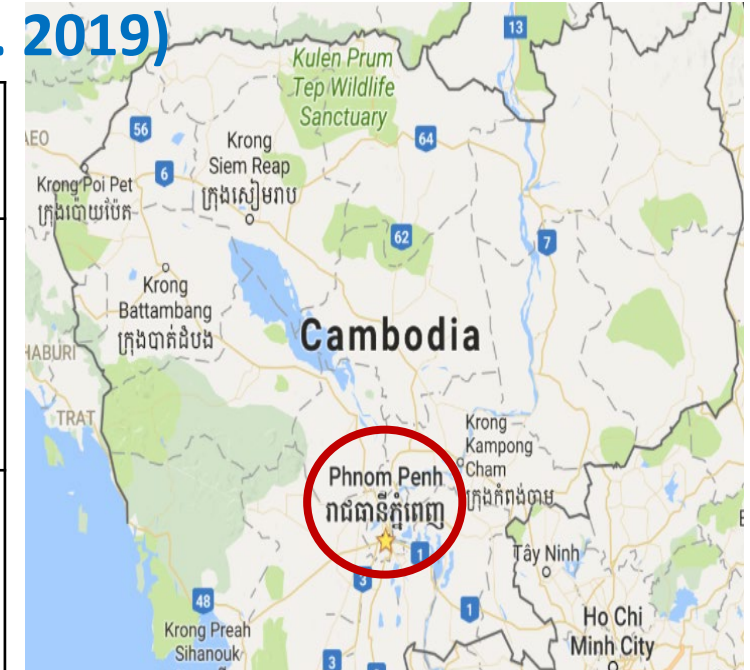 . 2019)
13
Kulen Prum
Tep Wildlife
Sanctuary
56
64
AEO
Krong
Siem Reap
ក្រុងសៀមរាប
6
Krong Poi Pet
ក្រុងប៉ោយប៉ែត
62
7
Krong
Battambang
ក្រុងបាត់ដំបង
Cambodia
HABURI
TRAT
Krong
Kampong
Cham
ក្រុងកំពង់ចាម
Phnom Penh
រាជធានីភ្នំពេញ
1
3
Tây Ninh
48
1
Krong Preah
Sihanouk
Ho Chi
Minh City
3
2